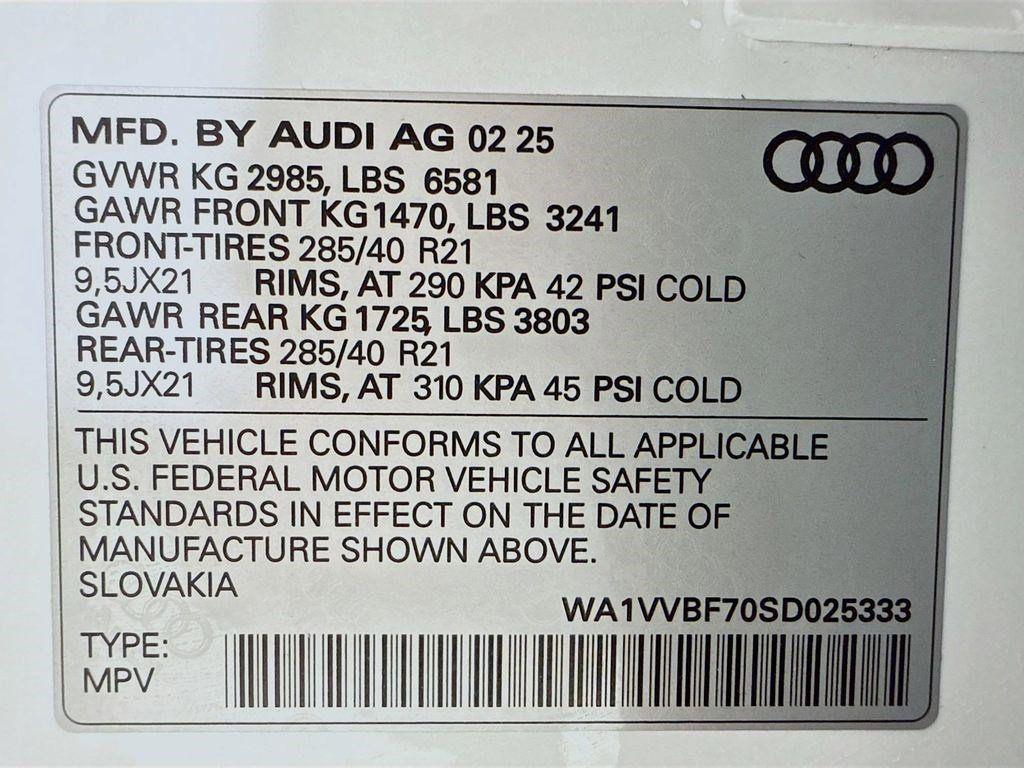 MFD. BY AUDI AG 02 25
GVWR KG 2985, LBS 6581
GAWR FRONT KG 1470, LBS 3241
FRONT-TIRES 285/40 R21
9,5JX21 RIMS, AT 290 KPA 42 PSI COLD
GAWR REAR KG 1725, LBS 3803
REAR-TIRES 285/40 R21
9,5JX21 RIMS, AT 310 KPA 45 PSI COLD
THIS VEHICLE CONFORMS TO ALL APPLICABLE
U.S. FEDERAL MOTOR VEHICLE SAFETY
STANDARDS IN EFFECT ON THE DATE OF
MANUFACTURE SHOWN ABOVE.
SLOVAKIA
WA1VVBF70SD025333
TYPE:
MPV